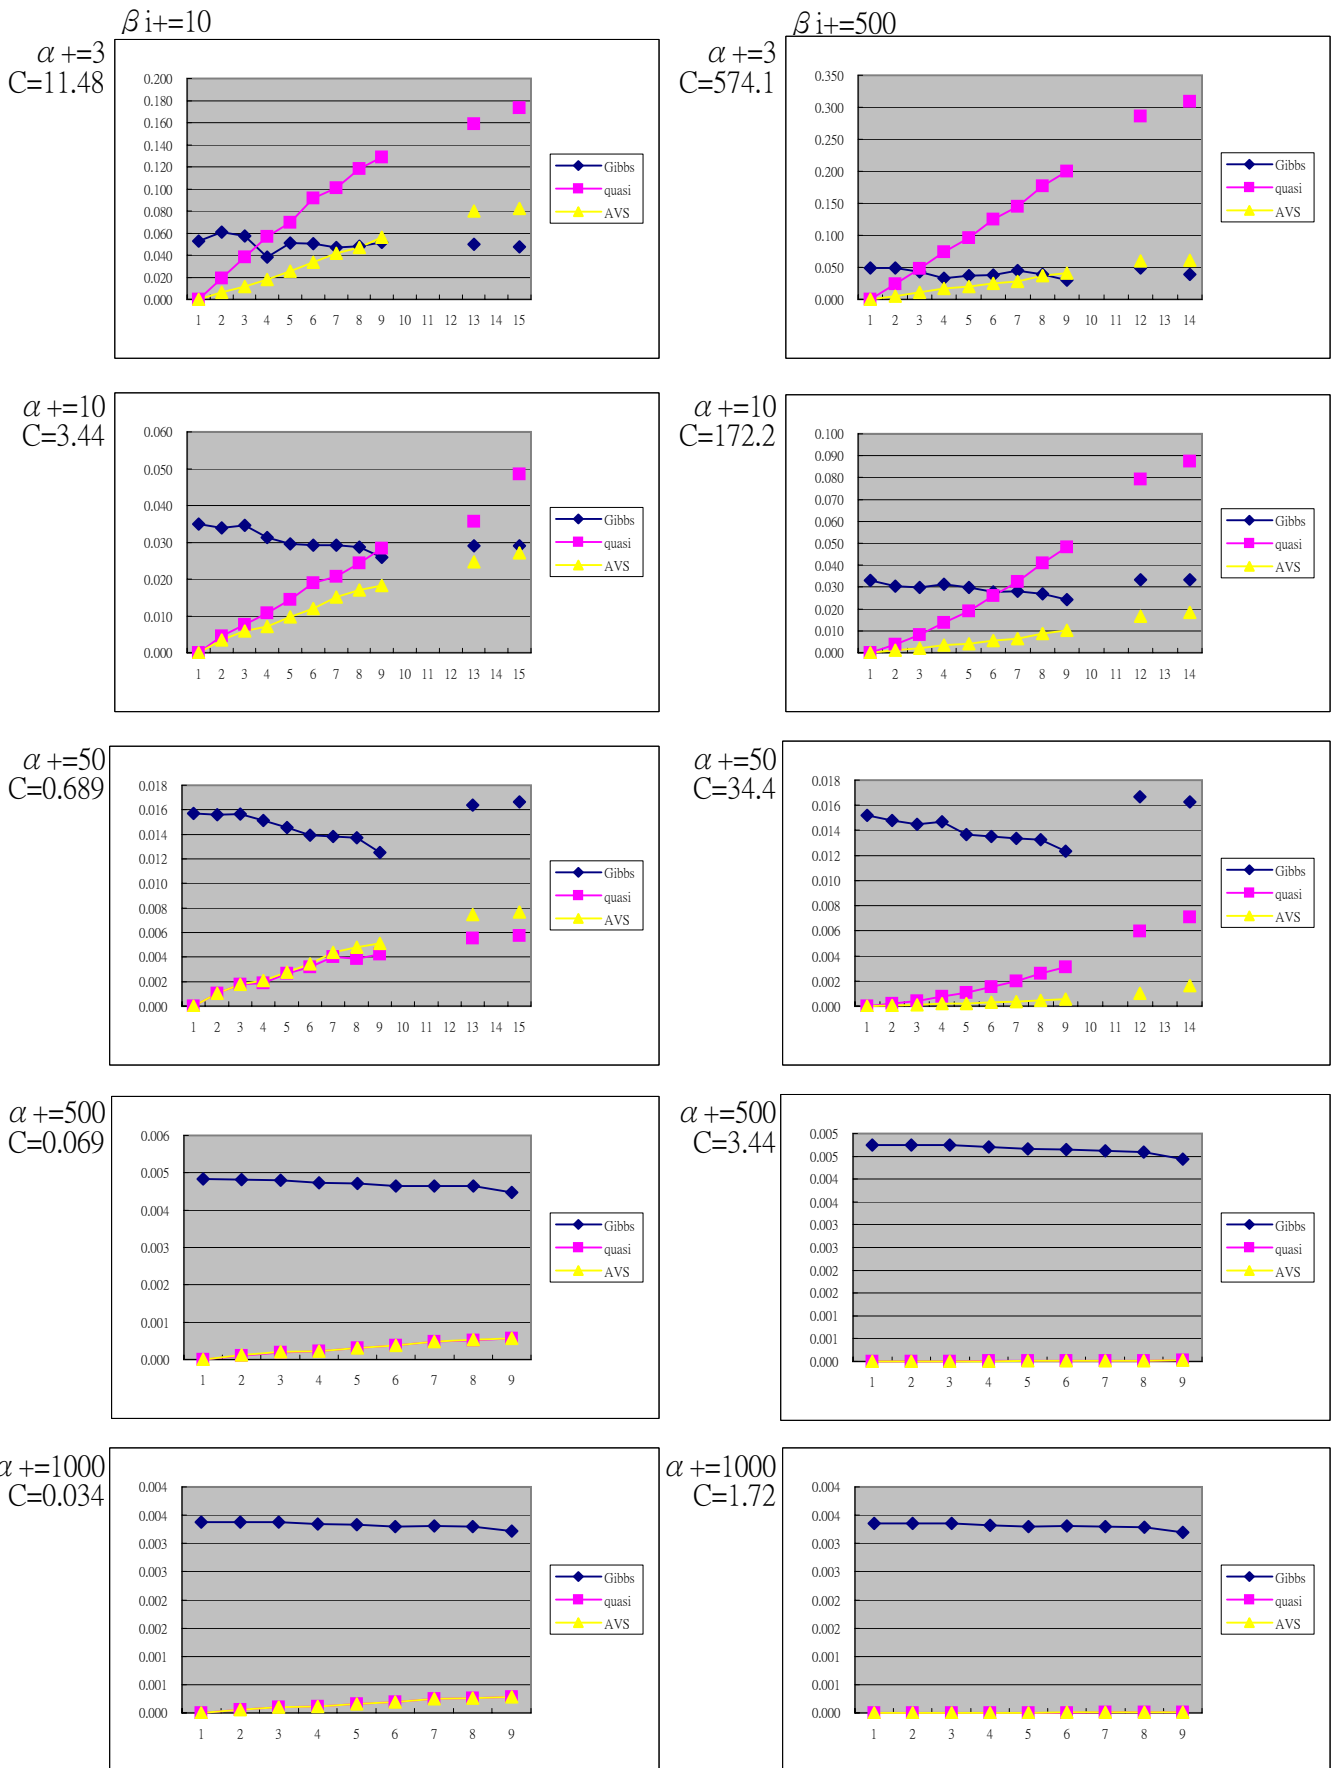 β i+=10
α +=3
C=11.48
0.200
0.180
0.160
0.140
0.120
0.100
0.080
0.060
0.040
0.020
0.000
1 2 3 4 5 6 7 8 9 10 11 12 13 14 15
Gibbs
quasi
AVS
β i+=500
α +=3
C=574.1
0.350
0.300
0.250
0.200
0.150
0.100
0.050
0.000
1 2 3 4 5 6 7 8 9 10 11 12 13 14
Gibbs
quasi
AVS
α +=10
C=3.44
0.060
0.050
0.040
0.030
0.020
0.010
0.000
1 2 3 4 5 6 7 8 9 10 11 12 13 14 15
Gibbs
quasi
AVS
α +=10
C=172.2
0.100
0.090
0.080
0.070
0.060
0.050
0.040
0.030
0.020
0.010
0.000
1 2 3 4 5 6 7 8 9 10 11 12 13 14
Gibbs
quasi
AVS
α +=50
C=0.689
0.018
0.016
0.014
0.012
0.010
0.008
0.006
0.004
0.002
0.000
1 2 3 4 5 6 7 8 9 10 11 12 13 14 15
Gibbs
quasi
AVS
α +=50
C=34.4
0.018
0.016
0.014
0.012
0.010
0.008
0.006
0.004
0.002
0.000
1 2 3 4 5 6 7 8 9 10 11 12 13 14
Gibbs
quasi
AVS
α +=500
C=0.069
0.006
0.005
0.004
0.003
0.002
0.001
0.000
1 2 3 4 5 6 7 8 9
Gibbs
quasi
AVS
α +=500
C=3.44
0.005
0.005
0.004
0.004
0.003
0.003
0.002
0.002
0.001
0.001
0.000
1 2 3 4 5 6 7 8 9
Gibbs
quasi
AVS
α +=1000
C=0.034
0.004
0.004
0.003
0.003
0.002
0.002
0.001
0.001
0.000
1 2 3 4 5 6 7 8 9
Gibbs
quasi
AVS
α +=1000
C=1.72
0.004
0.004
0.003
0.003
0.002
0.002
0.001
0.001
0.000
1 2 3 4 5 6 7 8 9
Gibbs
quasi
AVS